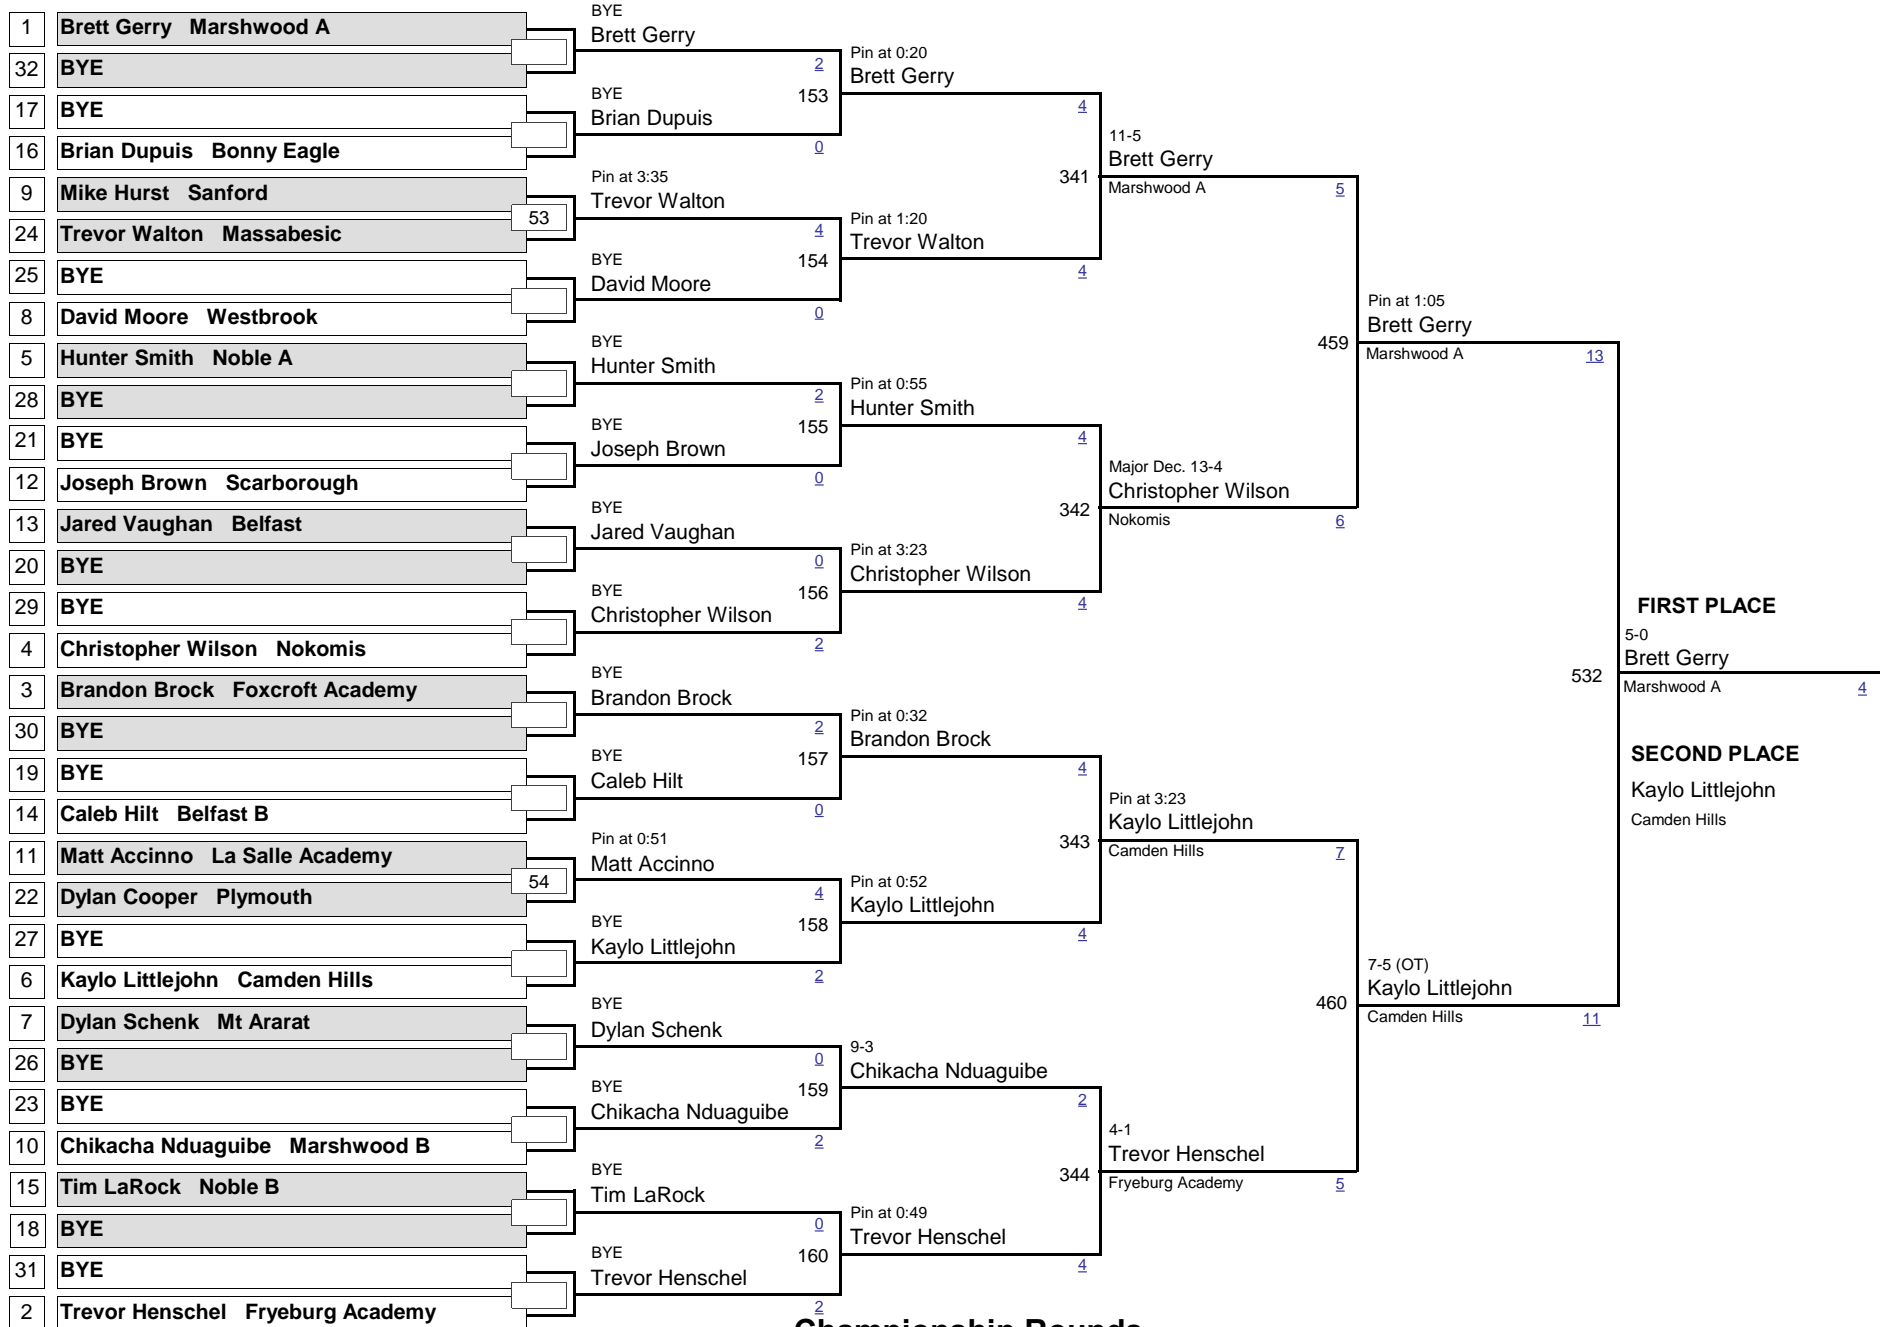 1 Brett Gerry Marshwood A
32 BYE
17 BYE
16 Brian Dupuis Bonny Eagle
9 Mike Hurst Sanford
53
24 Trevor Walton Massabesic
25 BYE
8 David Moore Westbrook
5 Hunter Smith Noble A
28 BYE
21 BYE
12 Joseph Brown Scarborough
13 Jared Vaughan Belfast
20 BYE
29 BYE
4 Christopher Wilson Nokomis
3 Brandon Brock Foxcroft Academy
30 BYE
19 BYE
14 Caleb Hilt Belfast B
11 Matt Accinno La Salle Academy
54
22 Dylan Cooper Plymouth
27 BYE
6 Kaylo Littlejohn Camden Hills
7 Dylan Schenk Mt Ararat
26 BYE
23 BYE
10 Chikacha Nduaguibe Marshwood B
15 Tim LaRock Noble B
18 BYE
31 BYE
2 Trevor Henschel Fryeburg Academy
BYE
Brett Gerry
2
153
BYE
Brian Dupuis
0
Pin at 3:35
Trevor Walton
4
154
BYE
David Moore
0
BYE
Hunter Smith
2
155
BYE
Joseph Brown
0
BYE
Jared Vaughan
0
156
BYE
Christopher Wilson
2
BYE
Brandon Brock
2
157
BYE
Caleb Hilt
0
Pin at 0:51
Matt Accinno
4
158
BYE
Kaylo Littlejohn
2
BYE
Dylan Schenk
0
159
BYE
Chikacha Nduaguibe
2
BYE
Tim LaRock
0
160
BYE
Trevor Henschel
2
Pin at 0:20
Brett Gerry
4
341
Pin at 1:20
Trevor Walton
4
Pin at 0:55
Hunter Smith
4
342
Pin at 3:23
Christopher Wilson
4
Pin at 0:32
Brandon Brock
4
343
Pin at 0:52
Kaylo Littlejohn
4
9-3
Chikacha Nduaguibe
2
344
Pin at 0:49
Trevor Henschel
4
11-5
Brett Gerry
Marshwood A
5
459
Major Dec. 13-4
Christopher Wilson
Nokomis
6
Pin at 3:23
Kaylo Littlejohn
Camden Hills
7
460
4-1
Trevor Henschel
Fryeburg Academy
5
Pin at 1:05
Brett Gerry
Marshwood A
13
532
7-5 (OT)
Kaylo Littlejohn
Camden Hills
11
FIRST PLACE
5-0
Brett Gerry
Marshwood A
4
SECOND PLACE
Kaylo Littlejohn
Camden Hills
Championship Rounds